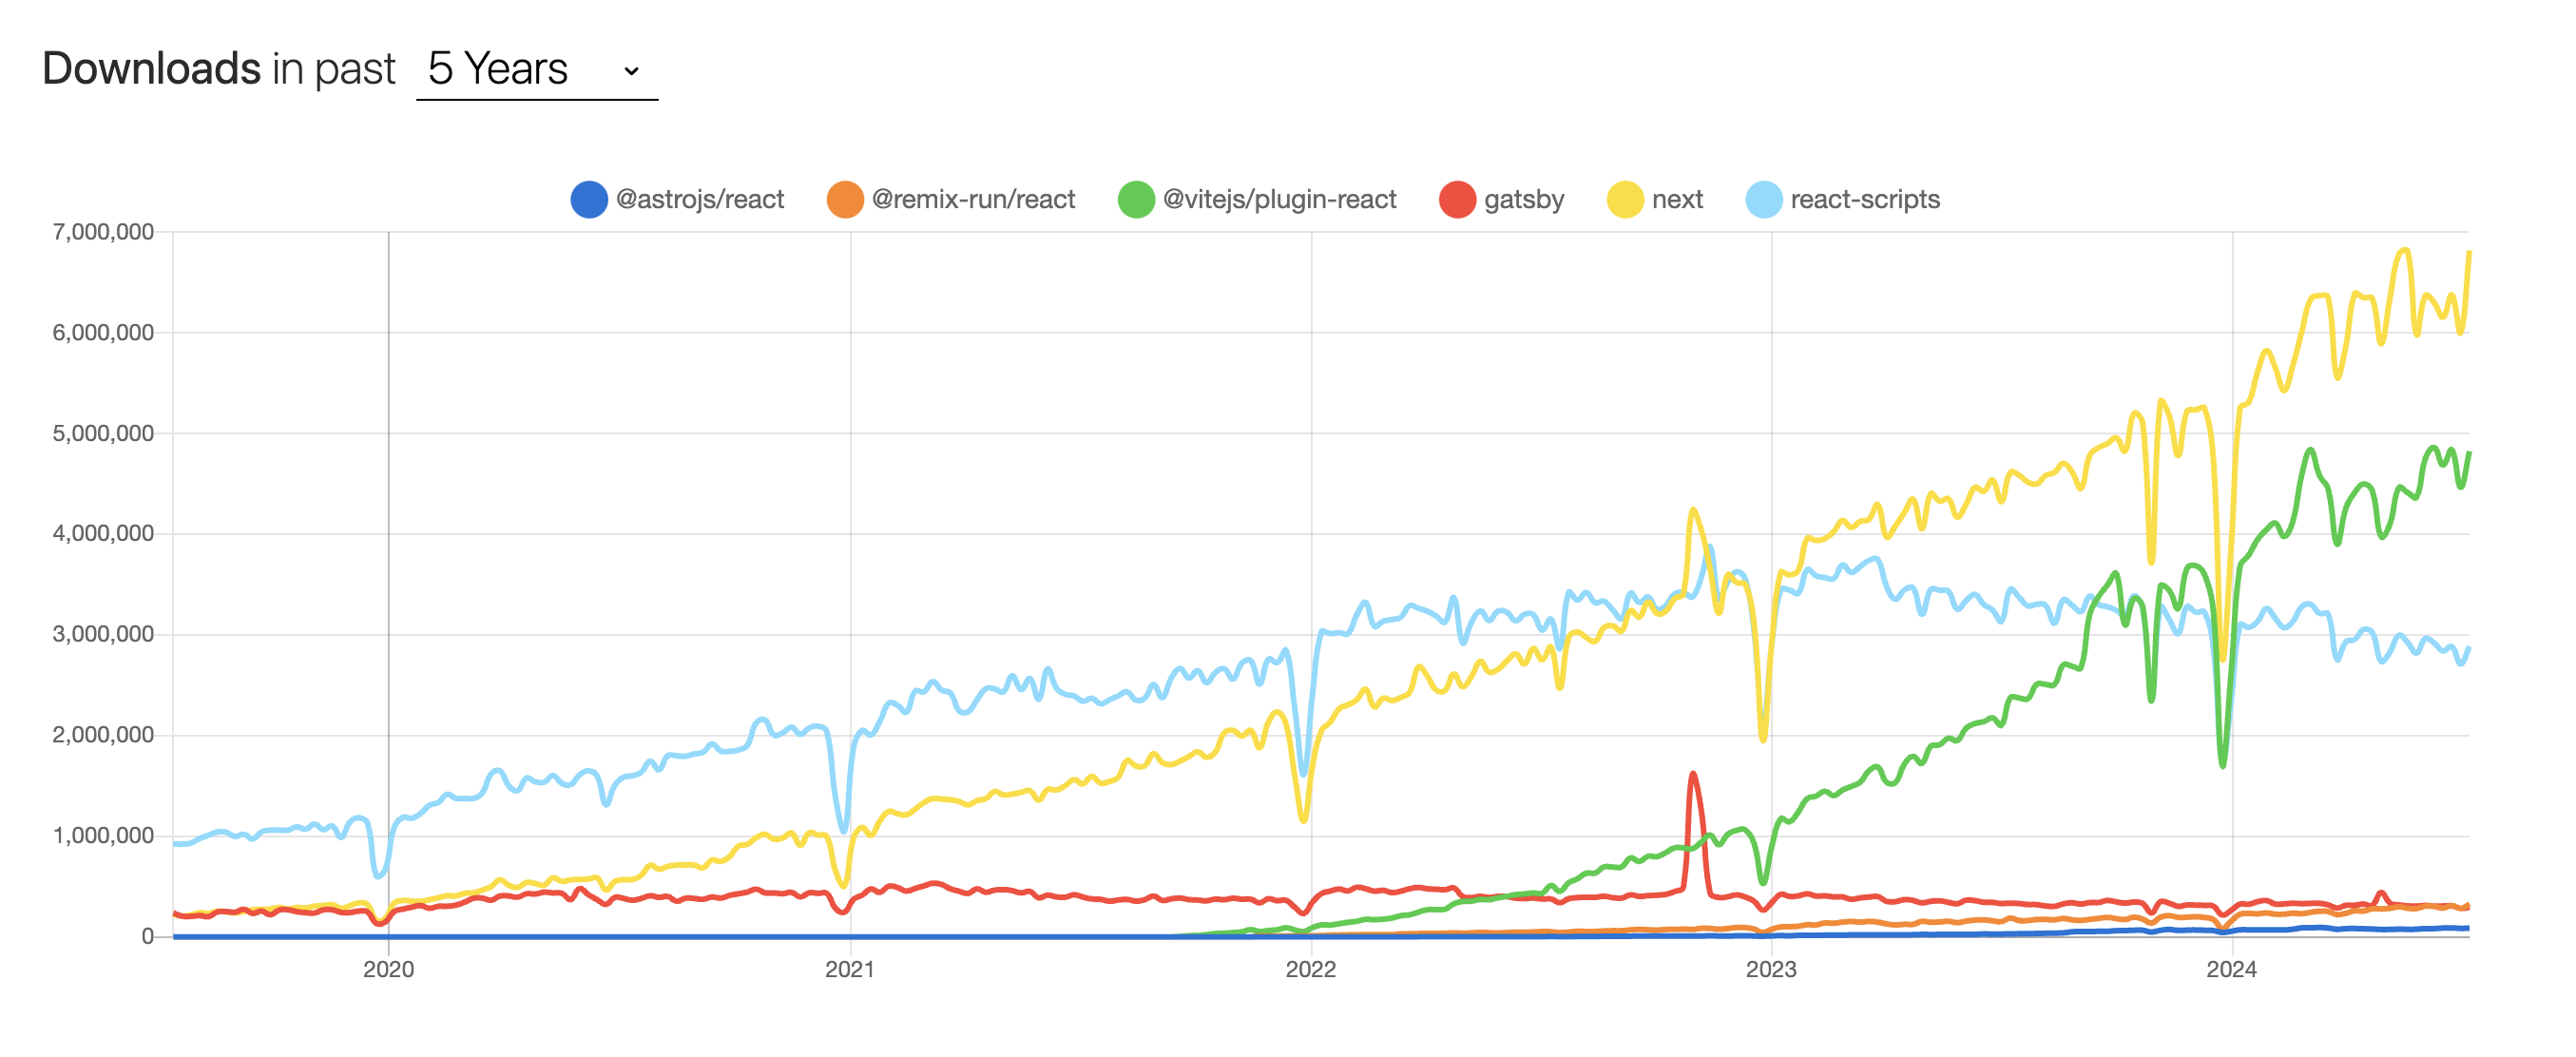 Downloads in past 5 Years
@astrojs/react @remix-run/react @vitejs/plugin-react gatsby next react-scripts
7,000,000
6,000,000
5,000,000
4,000,000
3,000,000
2,000,000
1,000,000
0
2020 2021 2022 2023 2024